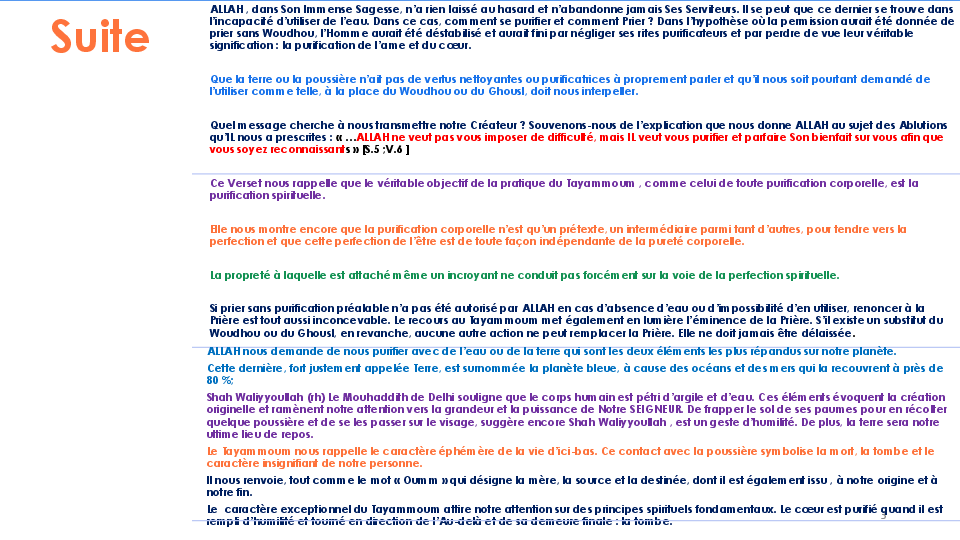 Suite
ALLAH , dans Son Immense Sagesse, n'a rien laissé au hasard et n'abandonne jamais Ses Serviteurs. Il se peut que ce dernier se trouve dans
l'incapacité d'utiliser de l'eau. Dans ce cas, comment se purifier et comment Prier ? Dans l'hypothèse où la permission aurait été donnée de
prier sans Woudhou, l'Homme aurait été déstabilisé et aurait fini par négliger ses rites purificateurs et par perdre de vue leur véritable
signification : la purification de l'ame et du cœur.
Que la terre ou la poussière n'ait pas de vertus nettoyantes ou purificatrices à proprement parler et qu'il nous soit pourtant demandé de
l'utiliser comme telle, à la place du Woudhou ou du Ghousl, doit nous interpeller.
Quel message cherche à nous transmettre notre Créateur ? Souvenons-nous de l'explication que nous donne ALLAH au sujet des Ablutions
qu'IL nous a prescrites : « …ALLAH ne veut pas vous imposer de difficulté, mais IL veut vous purifier et parfaire Son bienfait sur vous afin que
vous soyez reconnaissants » [S.5 ;V.6 ]
Ce Verset nous rappelle que le véritable objectif de la pratique du Tayammoum , comme celui de toute purification corporelle, est la
purification spirituelle.
Elle nous montre encore que la purification corporelle n'est qu'un prétexte, un intermédiaire parmi tant d'autres, pour tendre vers la
perfection et que cette perfection de l'être est de toute façon indépendante de la pureté corporelle.
La propreté à laquelle est attaché même un incroyant ne conduit pas forcément sur la voie de la perfection spirituelle.
Si prier sans purification préalable n'a pas été autorisé par ALLAH en cas d'absence d'eau ou d'impossibilité d'en utiliser, renoncer à la
Prière est tout aussi inconcevable. Le recours au Tayammoum met également en lumière l'éminence de la Prière. S'il existe un substitut du
Woudhou ou du Ghousl, en revanche, aucune autre action ne peut remplacer la Prière. Elle ne doit jamais être délaissée.
ALLAH nous demande de nous purifier avec de l'eau ou de la terre qui sont les deux éléments les plus répandus sur notre planète.
Cette dernière, fort justement appelée Terre, est surnommée la planète bleue, à cause des océans et des mers qui la recouvrent à près de
80 %;
Shah Waliyyoullah (rh) Le Mouhaddith de Delhi souligne que le corps humain est pétri d'argile et d'eau. Ces éléments évoquent la création
originelle et ramènent notre attention vers la grandeur et la puissance de Notre SEIGNEUR. De frapper le sol de ses paumes pour en récolter
quelque poussière et de se les passer sur le visage, suggère encore Shah Waliyyoullah , est un geste d'humilité. De plus, la terre sera notre
ultime lieu de repos.
Le Tayammoum nous rappelle le caractère éphémère de la vie d'ici-bas. Ce contact avec la poussière symbolise la mort, la tombe et le
caractère insignifiant de notre personne.
Il nous renvoie, tout comme le mot « Oumm » qui désigne la mère, la source et la destinée, dont il est également issu , à notre origine et à
notre fin.
Le caractère exceptionnel du Tayammoum attire notre attention sur des principes spirituels fondamentaux. Le cœur est purifié quand il est
rempli d'humilité et tourné en direction de l'Au-delà et de sa demeure finale : la tombe.